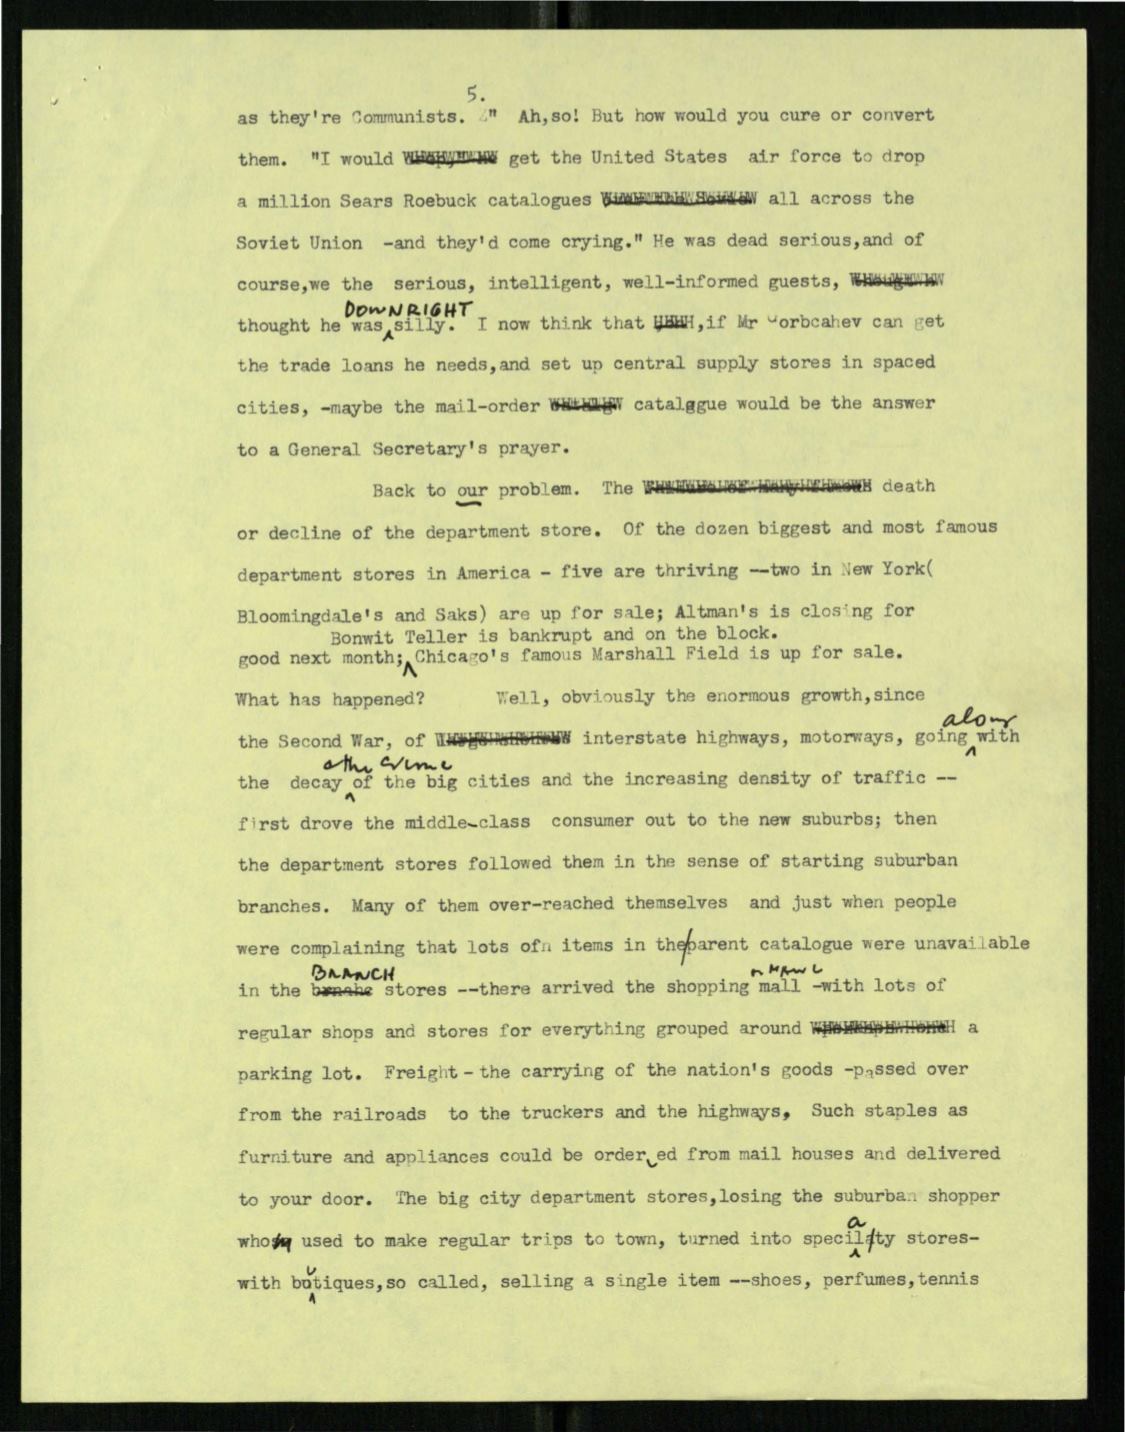 5.
as they're Communists. " Ah,so! But how would you cure or convert
them. "I would get the United States air force to drop
a million Sears Roebuck catalogues all across the
Soviet Union -and they'd come crying." He was dead serious,and of
course,we the serious, intelligent, well-informed guests,
DOWNRIGHT
thought he was silly. I now think that ,if Mr Gorbcahev can get
the trade loans he needs,and set up central supply stores in spaced
cities, -maybe the mail-order catalggue would be the answer
to a General Secretary's prayer.
Back to our problem. The death
or decline of the department store. Of the dozen biggest and most famous
department stores in America - five are thriving --two in New York(
Bloomingdale's and Saks) are up for sale; Altman's is closing for
Bonwit Teller is bankrupt and on the block.
good next month; Chicago's famous Marshall Field is up for sale.
What has happened? Well, obviously the enormous growth,since
along
the Second War, of interstate highways, motorways, going with
the decay of the big cities and the increasing density of traffic --
first drove the middle-class consumer out to the new suburbs; then
the department stores followed them in the sense of starting suburban
branches. Many of them over-reached themselves and just when people
were complaining that lots ofn items in the/parent catalogue were unavailable
BRANCH
in the brnahc stores --there arrived the shopping mall -with lots of
regular shops and stores for everything grouped around a
parking lot. Freight - the carrying of the nation's goods -passed over
from the railroads to the truckers and the highways, Such staples as
furniture and appliances could be order ed from mail houses and delivered
to your door. The big city department stores,losing the suburban shopper
a
who used to make regular trips to town, turned into specilty stores-
u
with botiques,so called, selling a single item --shoes, perfumes,tennis